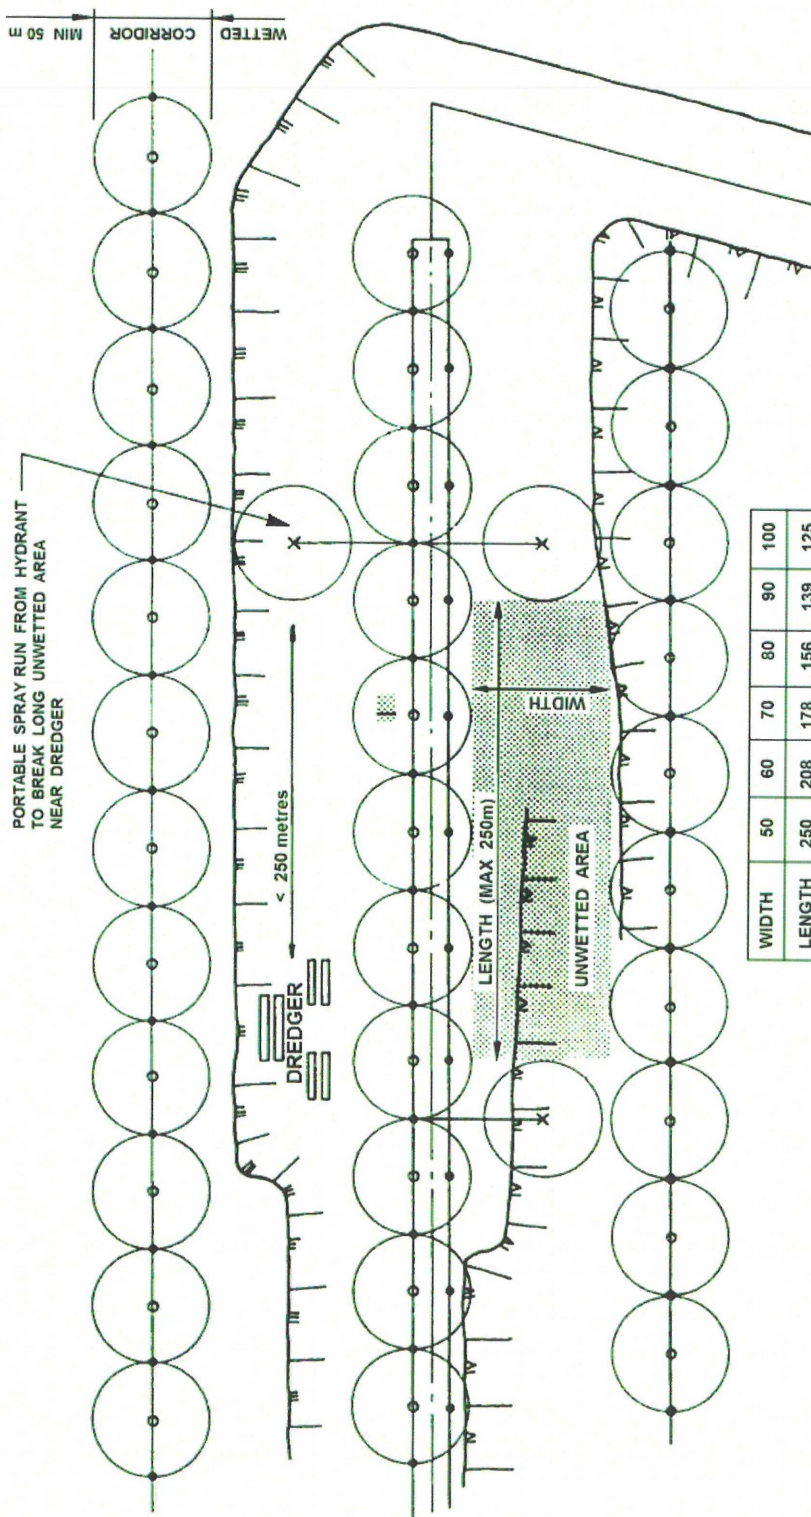 MIN 50 m
CORRIDOR
WETTED
PORTABLE SPRAY RUN FROM HYDRANT
TO BREAK LONG UNWETTED AREA
NEAR DREDGER
< 250 metres
DREDGER
WIDTH
LENGTH (MAX 250m)
UNWETTED AREA
WIDTH 50 60 70 80 90 100
LENGTH 250 208 178 156 139 125